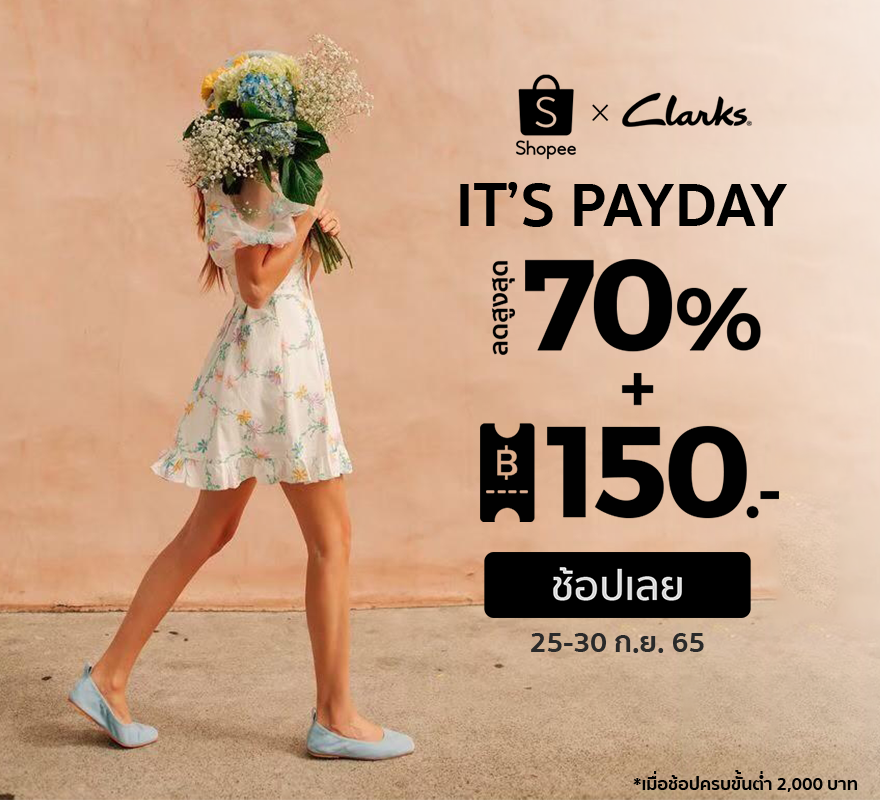 Shopee × Clarks®
IT'S PAYDAY
ลดสูงสุด 70%
+
฿ 150.-
ช้อปเลย
25-30 ก.ย. 65
*เมื่อช้อปครบขั้นต่ำ 2,000 บาท